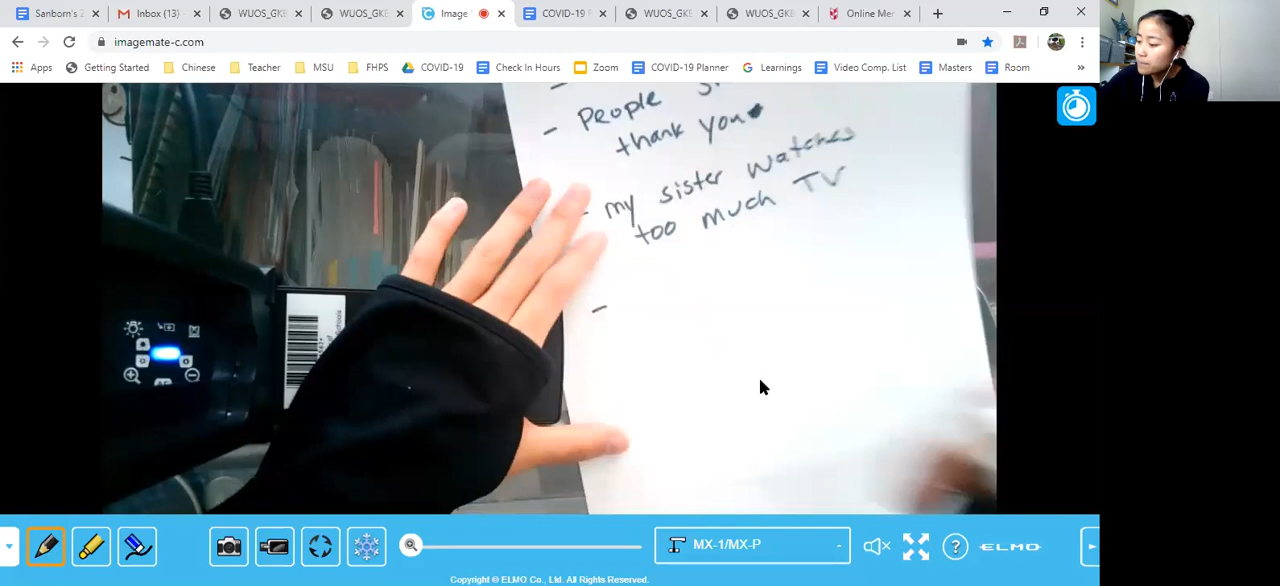 Sanborn's Z
Inbox (13)
WUOS_GKE
WUOS_GKE
Image
COVID-19 F
WUOS_GKE
WUOS_GKE
Online Mer
imagemate-c.com
Apps Getting Started Chinese Teacher MSU FHPS COVID-19 Check In Hours Zoom COVID-19 Planner Learnings Video Comp. List Masters Room »
- People
thank you
- my sister watches
too much TV
-
MX-1/MX-P
ELMO
Copyright © ELMO Co., Ltd. All Rights Reserved.